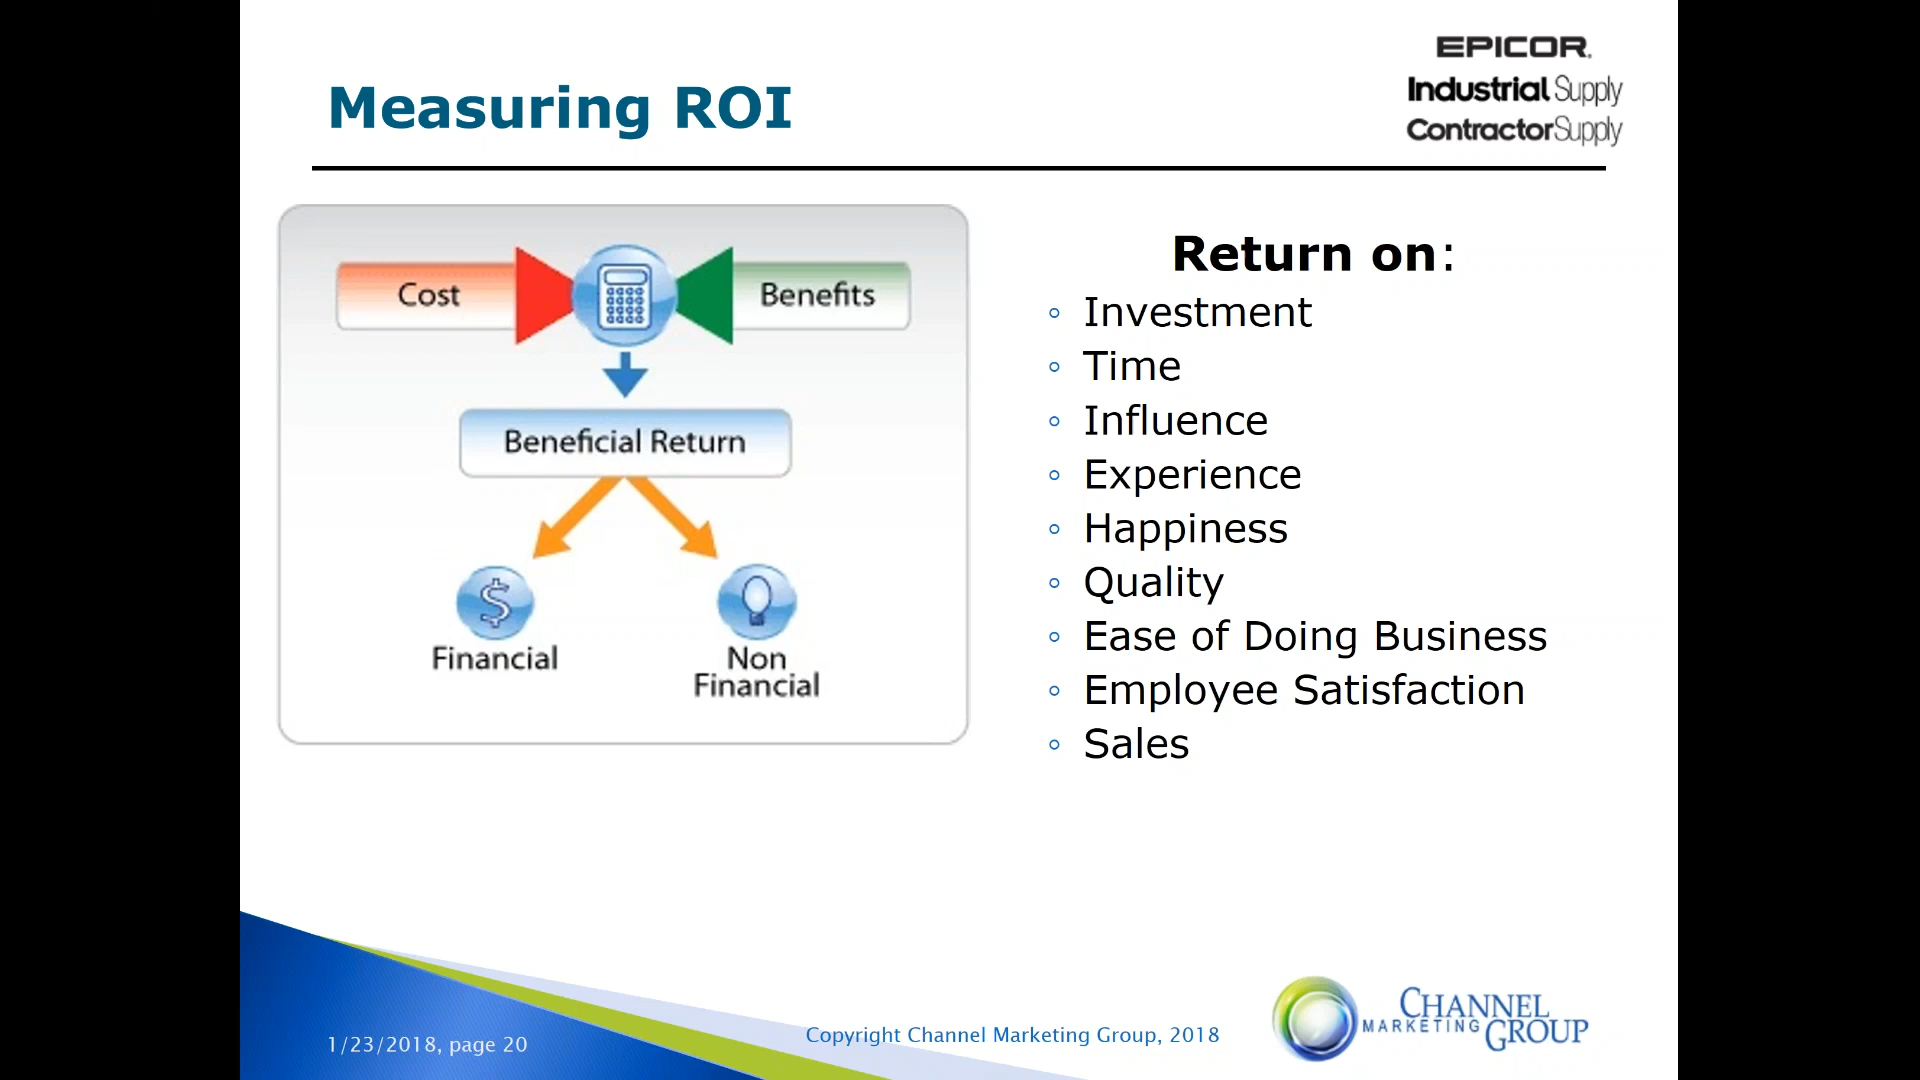 EPICOR.
Industrial Supply
ContractorSupply
Measuring ROI
Cost
Benefits
Beneficial Return
$
Financial
Non
Financial
Return on:
Investment
Time
Influence
Experience
Happiness
Quality
Ease of Doing Business
Employee Satisfaction
Sales
1/23/2018, page 20
Copyright Channel Marketing Group, 2018
CHANNEL
MARKETING GROUP